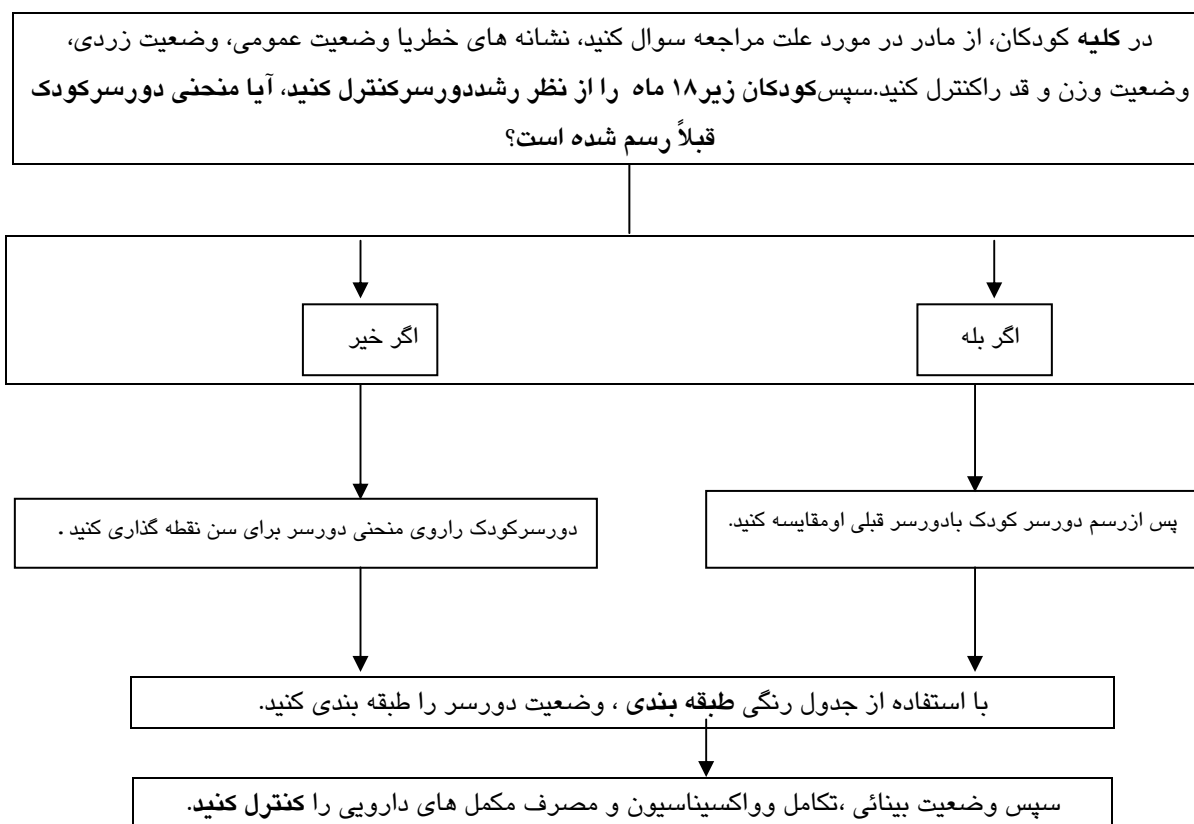 در کلیه کودکان، از مادر در مورد علت مراجعه سوال کنید، نشانه های خطریا وضعیت عمومی، وضعیت زردی،
وضعیت وزن و قد راکنترل کنید.سپسکودکان زیر۱۸ ماه را از نظر رشددورسرکنترل کنید، آیا منحنی دورسرکودک
قبلاً رسم شده است؟
اگر بله
اگر خیر
پس ازرسم دورسر کودک بادورسر قبلی اومقایسه کنید.
دورسرکودک راروی منحنی دورسر برای سن نقطه گذاری کنید .
با استفاده از جدول رنگی طبقه بندی ، وضعیت دورسر را طبقه بندی کنید.
سپس وضعیت بینائی ،تکامل وواکسیناسیون و مصرف مکمل های دارویی را کنترل کنید.